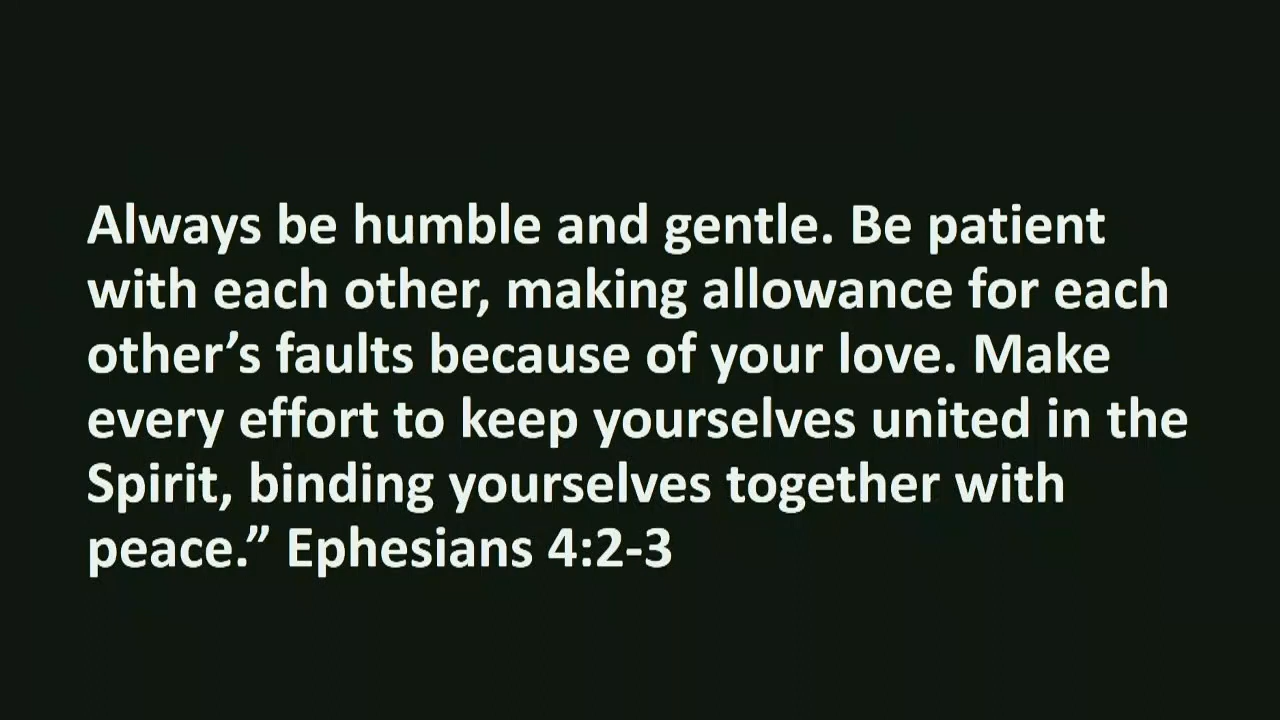 Always be humble and gentle. Be patient
with each other, making allowance for each
other’s faults because of your love. Make
every effort to keep yourselves united in the
Spirit, binding yourselves together with
peace.” Ephesians 4:2-3